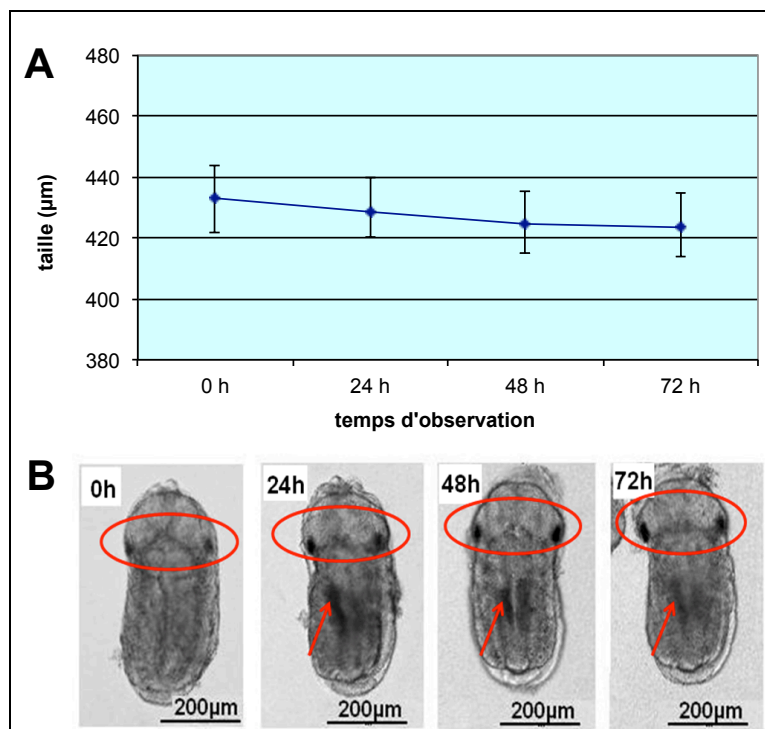 A
480
460
440
420
400
380
taille (µm)
0 h 24 h 48 h 72 h
temps d'observation
B
0h 24h 48h 72h
200µm 200µm 200µm 200µm